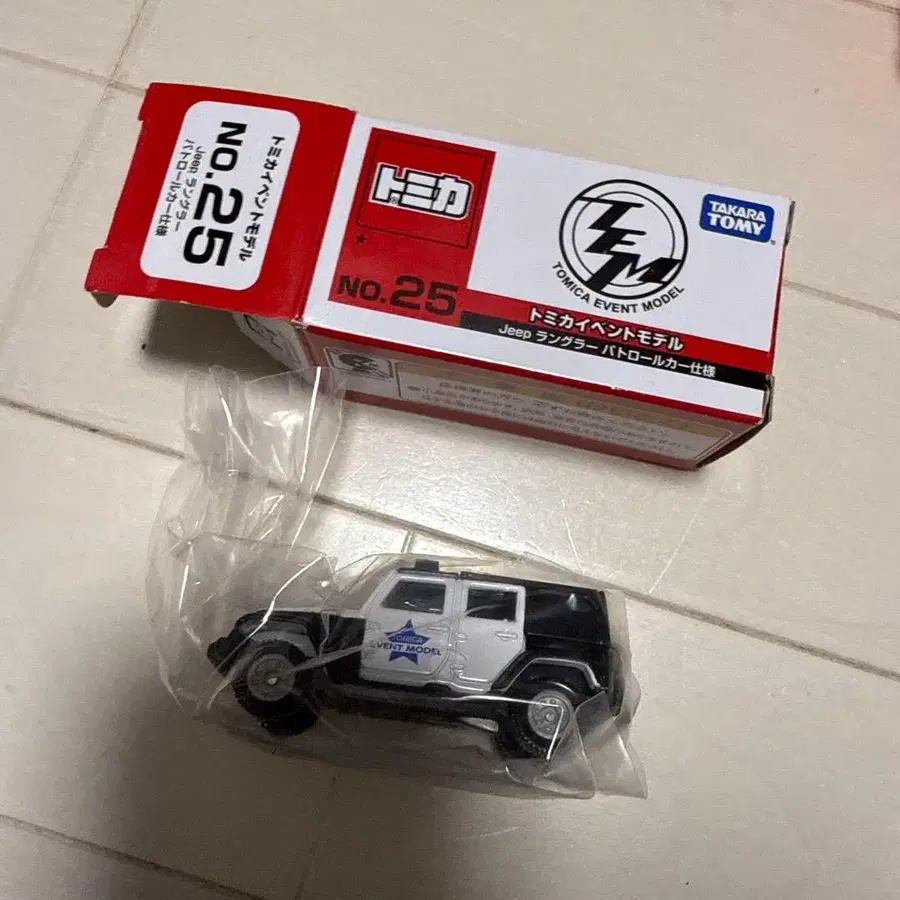 トミカイベントモデル
NO.25
Jeep ラングラー
パトロールカー仕様
トミカ
NO.25
TEM
TOMICA EVENT MODEL
TAKARA
TOMY
トミカイベントモデル
Jeep ラングラー パトロールカー仕様
TOMICA
EVENT MODEL